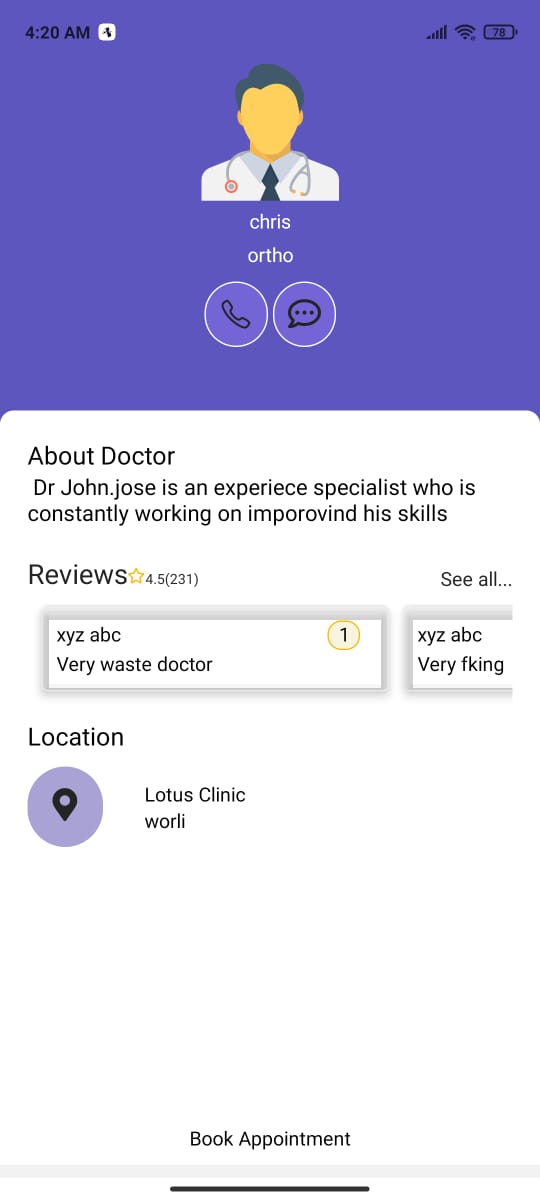 4:20 AM
78
chris
ortho
About Doctor
Dr John.jose is an experiece specialist who is
constantly working on imporovind his skills
Reviews 4.5(231)
See all...
xyz abc
1
Very waste doctor
xyz abc
Very fking
Location
Lotus Clinic
worli
Book Appointment